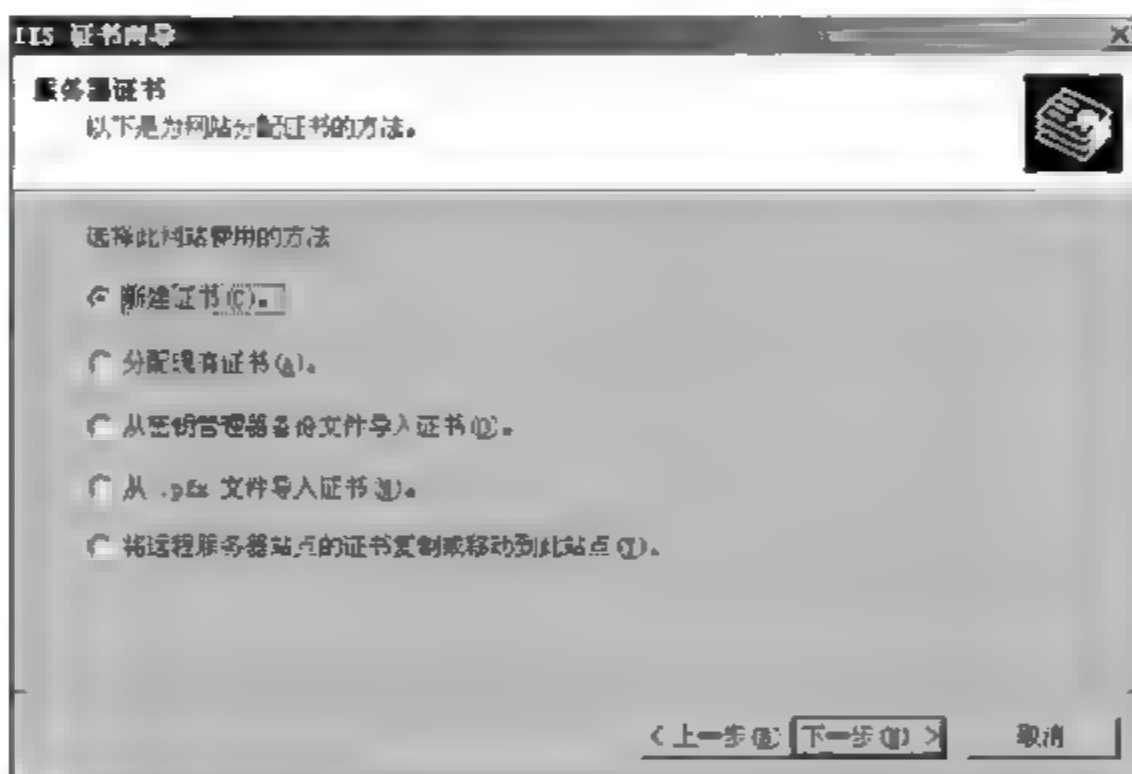 IIS 证书向导
服务器证书
以下是为网站分配证书的方法。
选择此网站使用的方法
新建证书(C)。
分配现有证书(A)。
从密钥管理器备份文件导入证书(D)。
从 .pfx 文件导入证书(M)。
将远程服务器站点的证书复制或移动到此站点(Y)。
< 上一步(B) 下一步(N) > 取消